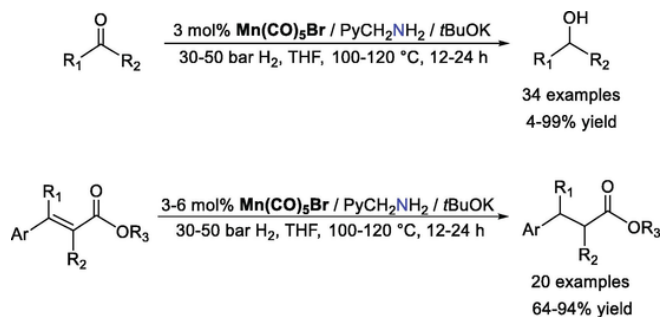 O
R₁ R₂
3 mol% Mn(CO)₅Br / PyCH₂NH₂ / tBuOK
30-50 bar H₂, THF, 100-120 °C, 12-24 h
OH
R₁ R₂
34 examples
4-99% yield
R₁ O
Ar OR₃
R₂
3-6 mol% Mn(CO)₅Br / PyCH₂NH₂ / tBuOK
30-50 bar H₂, THF, 100-120 °C, 12-24 h
R₁ O
Ar OR₃
R₂
20 examples
64-94% yield